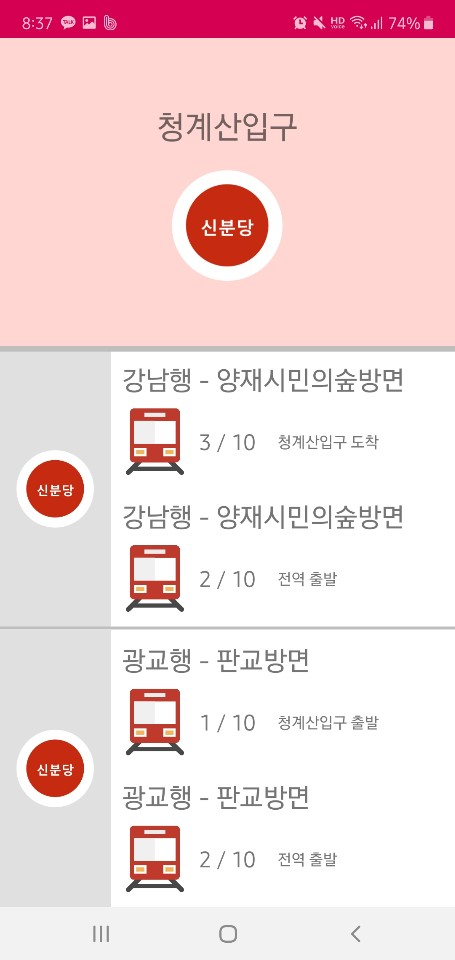 8:37 TALK HD voice 74%
청계산입구
신분당
강남행 - 양재시민의숲방면
3 / 10 청계산입구 도착
신분당
강남행 - 양재시민의숲방면
2 / 10 전역 출발
광교행 - 판교방면
1 / 10 청계산입구 출발
신분당
광교행 - 판교방면
2 / 10 전역 출발